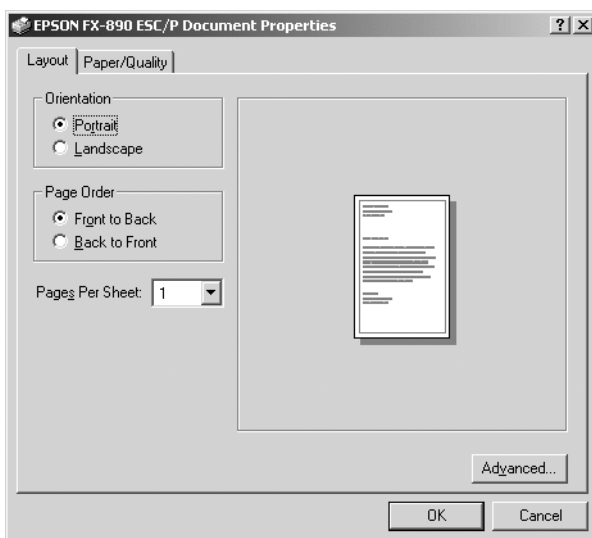 EPSON FX-890 ESC/P Document Properties
Layout
Paper/Quality
Orientation
Portrait
Landscape
Page Order
Front to Back
Back to Front
Pages Per Sheet: 1
Advanced...
OK
Cancel